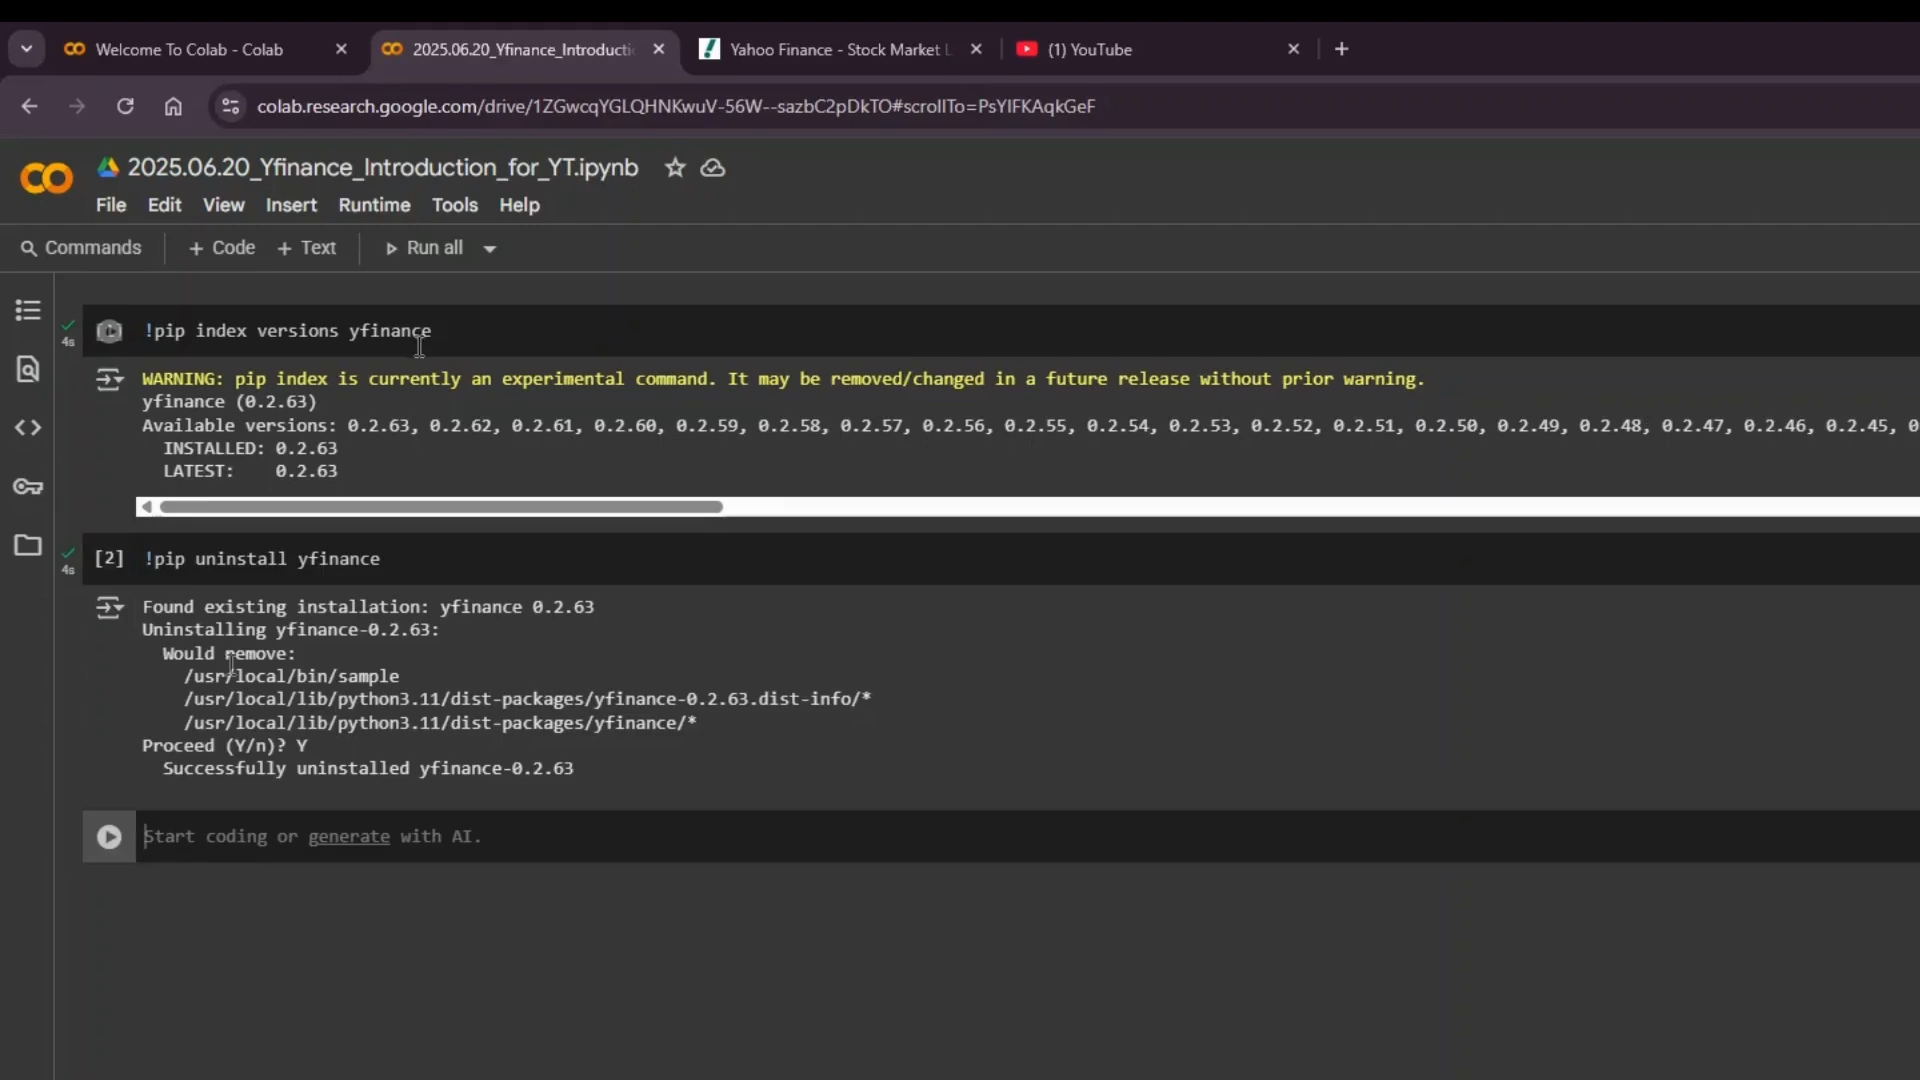 Welcome To Colab - Colab
2025.06.20_Yfinance_Introducti
Yahoo Finance - Stock Market L
(1) YouTube
colab.research.google.com/drive/1ZGwcqYGLQHNKwuV-56W--sazbC2pDkTO#scrollTo=PsYIFKAqkGeF
2025.06.20_Yfinance_Introduction_for_YT.ipynb
File Edit View Insert Runtime Tools Help
Commands + Code + Text Run all
4s
!pip index versions yfinance
WARNING: pip index is currently an experimental command. It may be removed/changed in a future release without prior warning.
yfinance (0.2.63)
Available versions: 0.2.63, 0.2.62, 0.2.61, 0.2.60, 0.2.59, 0.2.58, 0.2.57, 0.2.56, 0.2.55, 0.2.54, 0.2.53, 0.2.52, 0.2.51, 0.2.50, 0.2.49, 0.2.48, 0.2.47, 0.2.46, 0.2.45, 0
INSTALLED: 0.2.63
LATEST: 0.2.63
4s
[2] !pip uninstall yfinance
Found existing installation: yfinance 0.2.63
Uninstalling yfinance-0.2.63:
Would remove:
/usr/local/bin/sample
/usr/local/lib/python3.11/dist-packages/yfinance-0.2.63.dist-info/*
/usr/local/lib/python3.11/dist-packages/yfinance/*
Proceed (Y/n)? Y
Successfully uninstalled yfinance-0.2.63
Start coding or generate with AI.